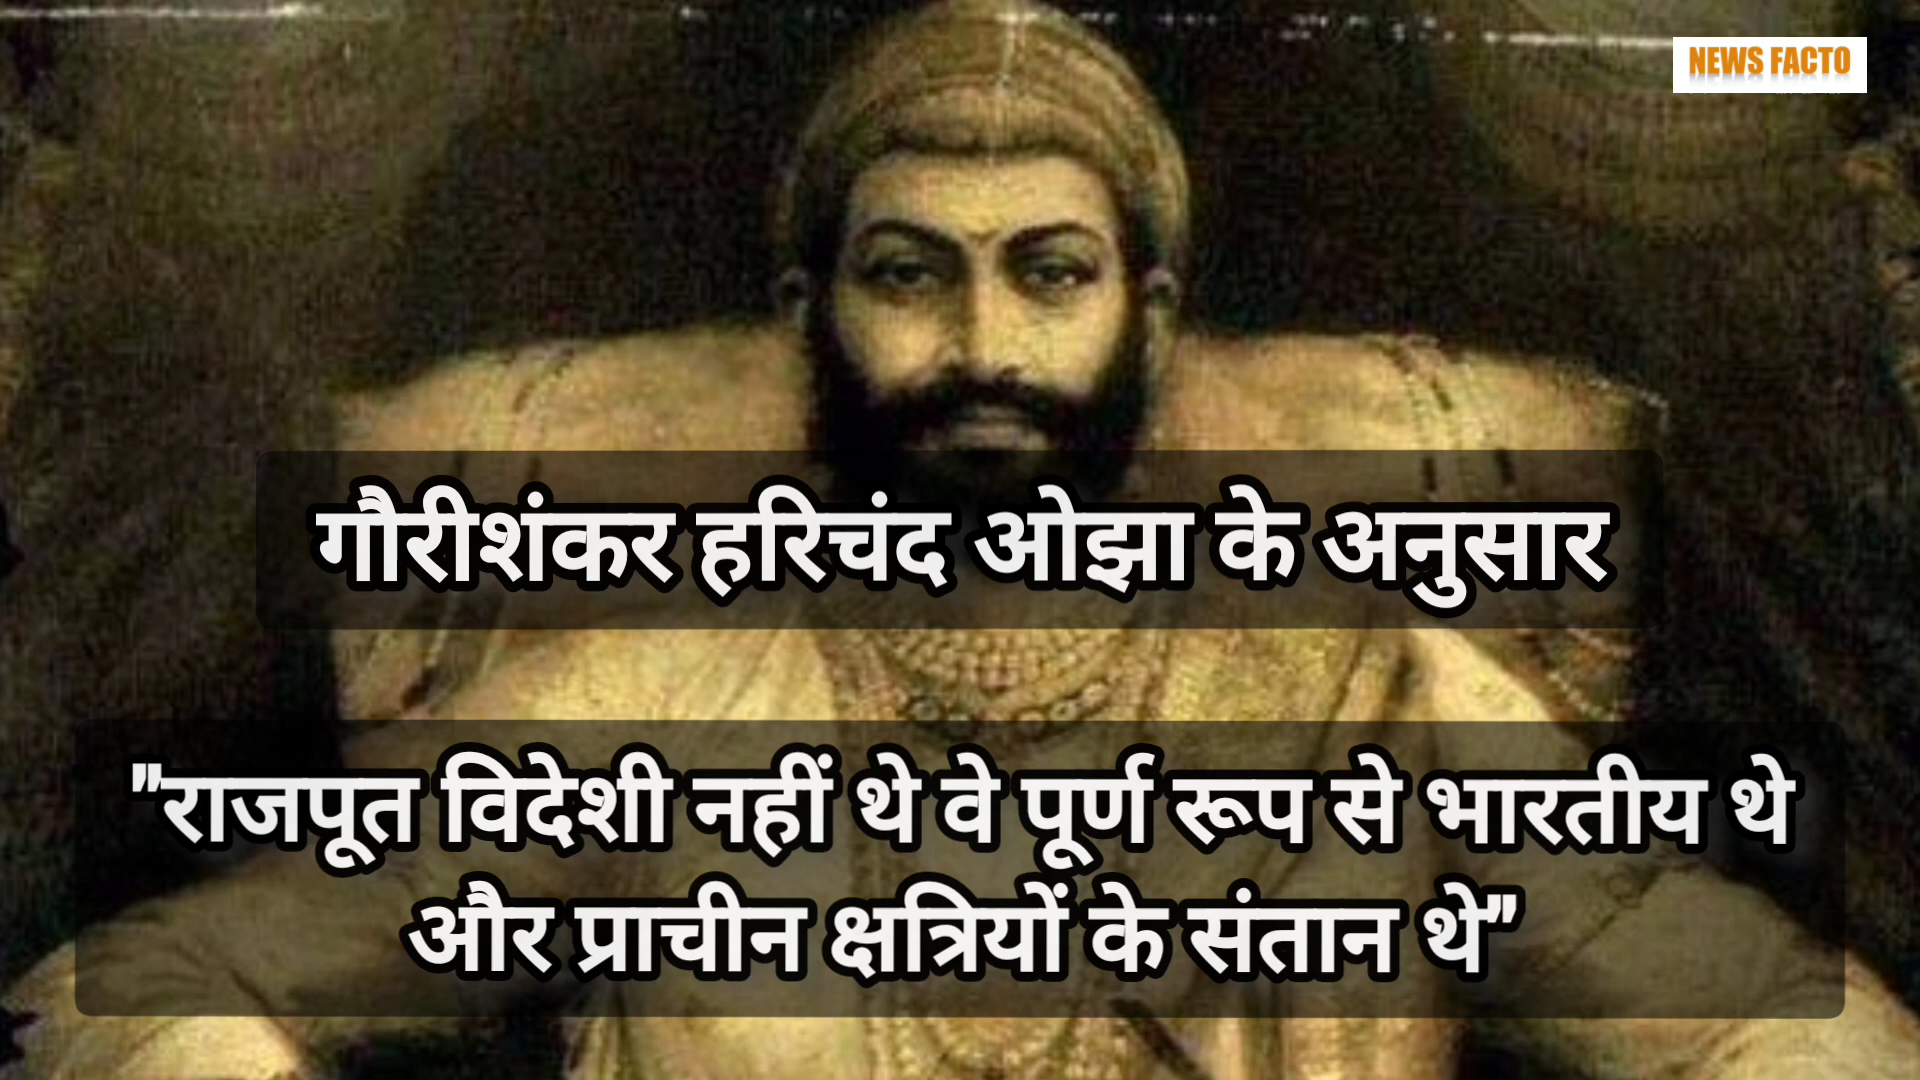 NEWS FACTO
गौरीशंकर हरिचंद ओझा के अनुसार
"राजपूत विदेशी नहीं थे वे पूर्ण रूप से भारतीय थे
और प्राचीन क्षत्रियों के संतान थे"